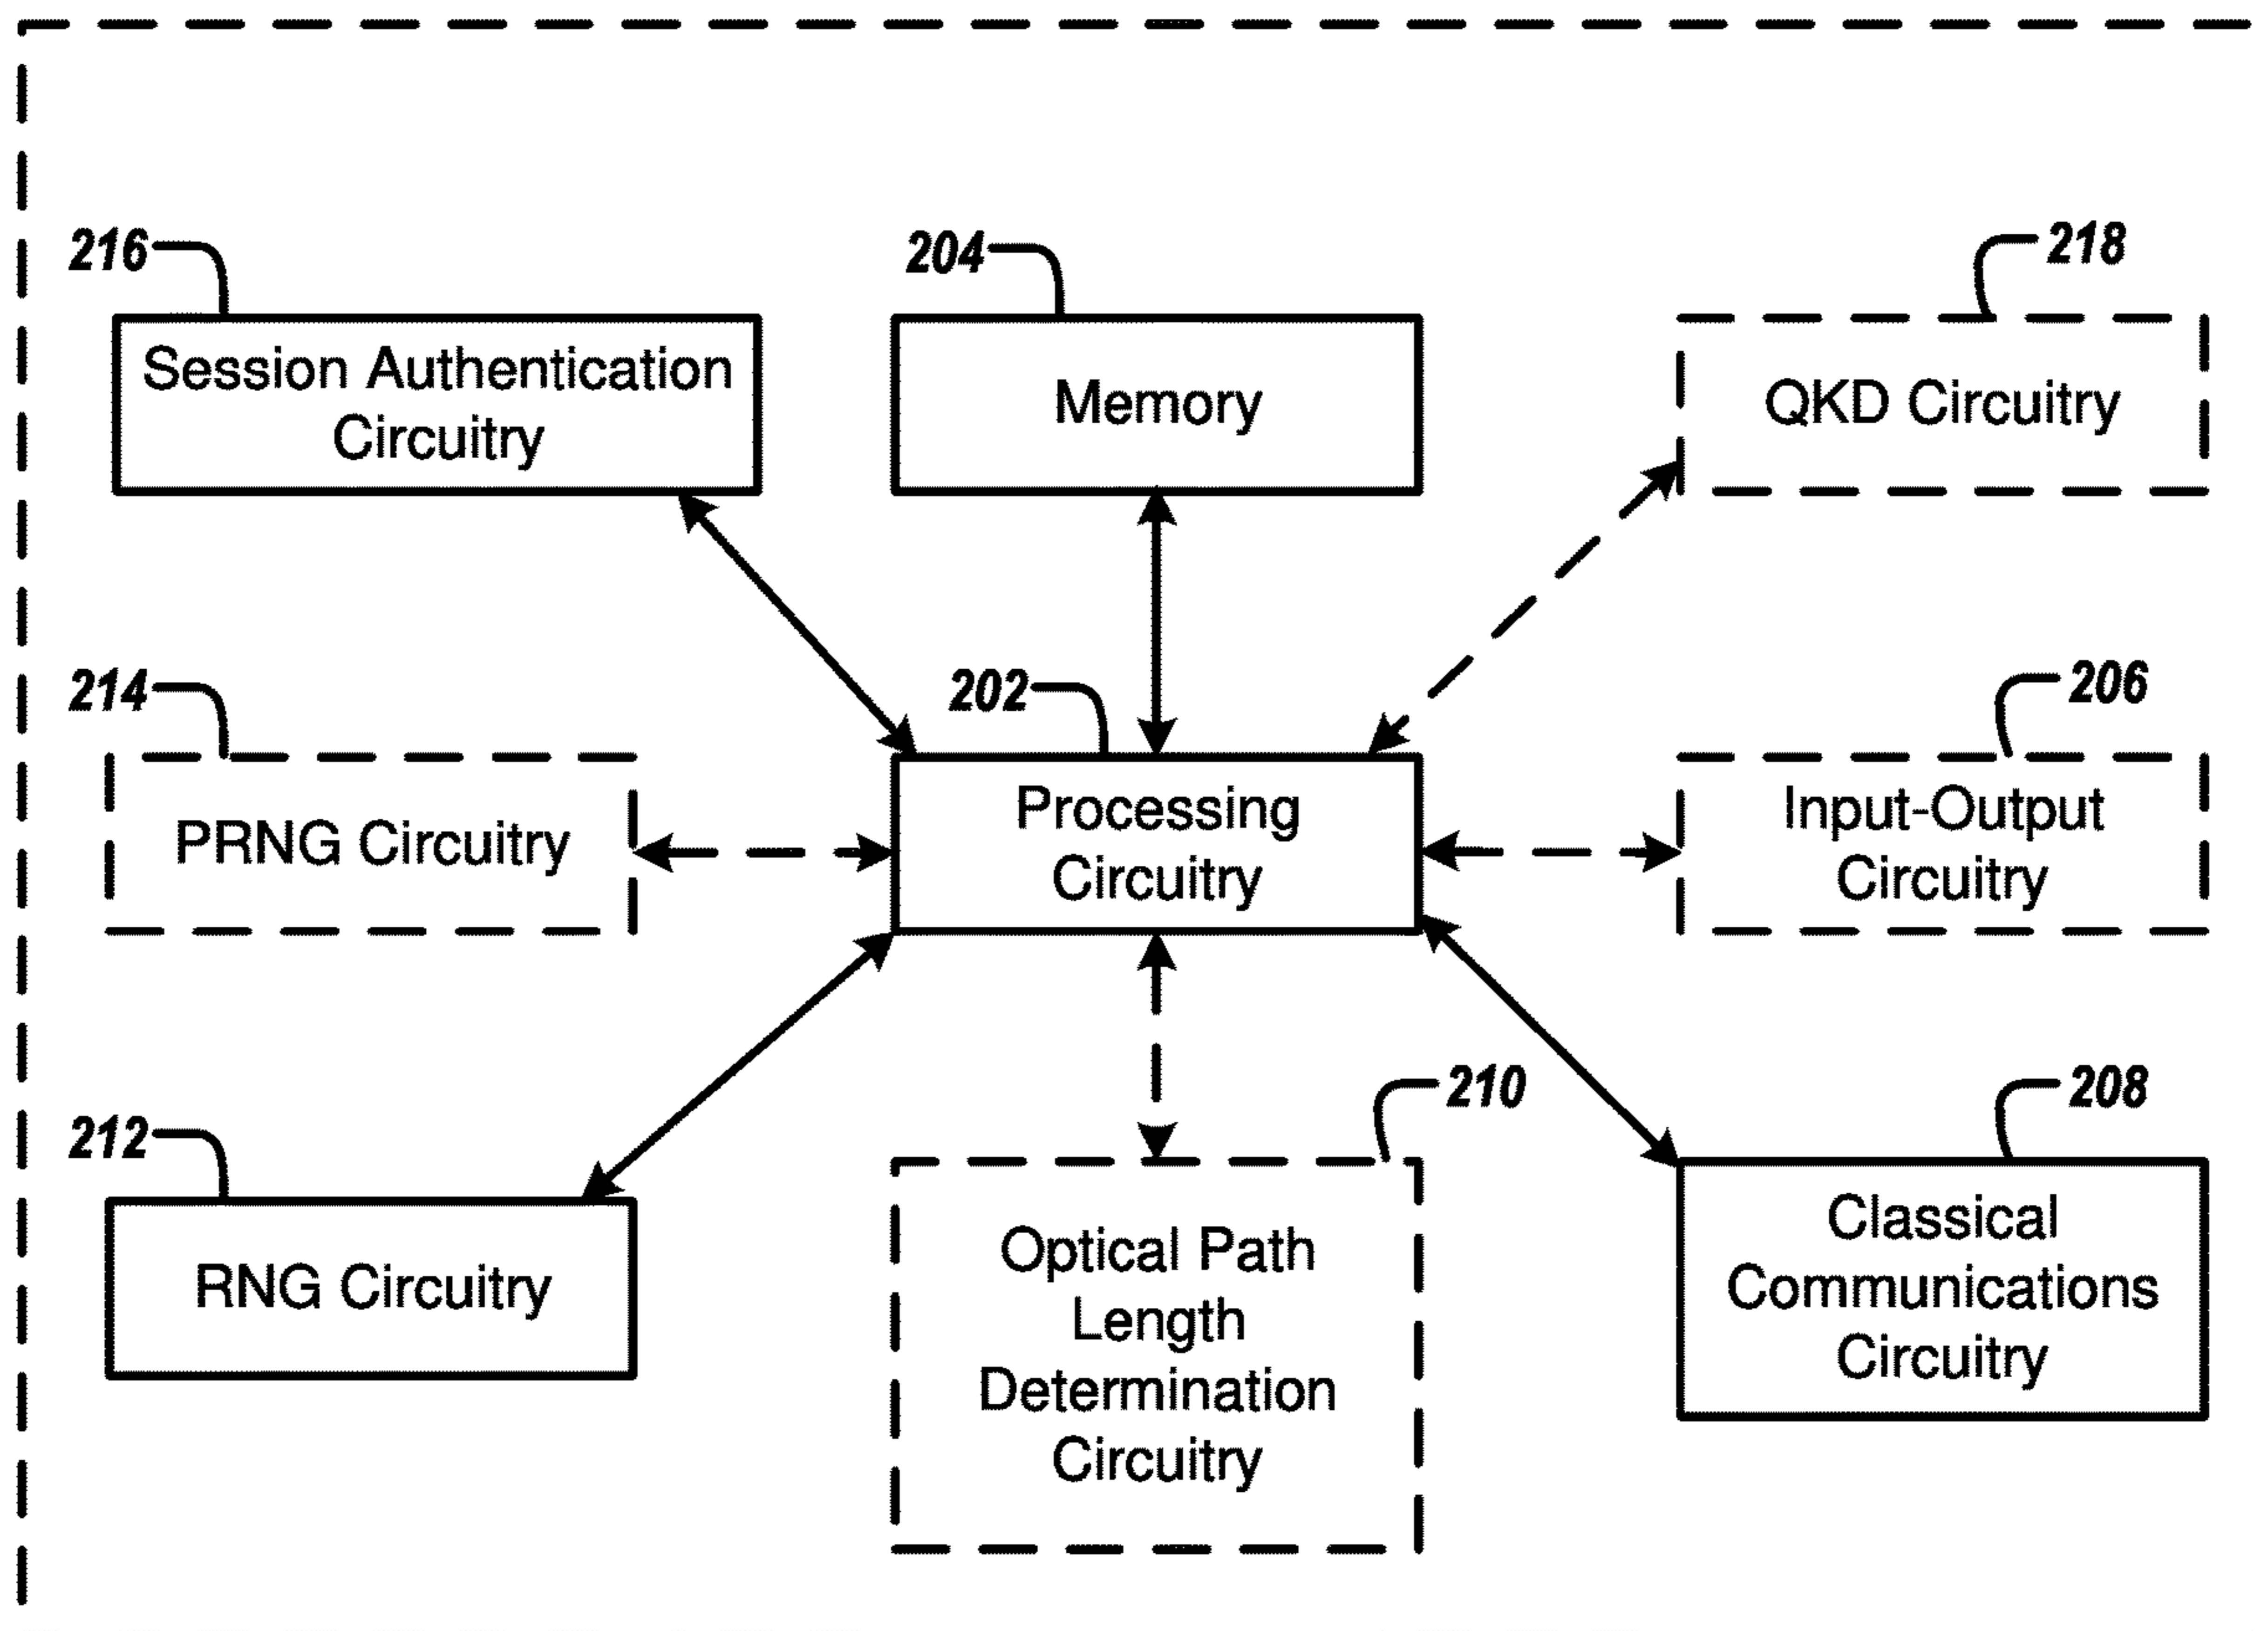 216
204
218
Session Authentication
Circuitry
Memory
QKD Circuitry
214
202
206
PRNG Circuitry
Processing
Circuitry
Input-Output
Circuitry
212
210
208
RNG Circuitry
Optical Path
Length
Determination
Circuitry
Classical
Communications
Circuitry